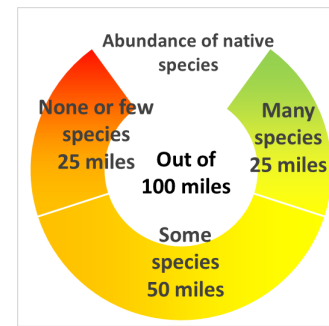 Abundance of native
species
None or few
species
25 miles
Many
species
25 miles
Out of
100 miles
Some
species
50 miles